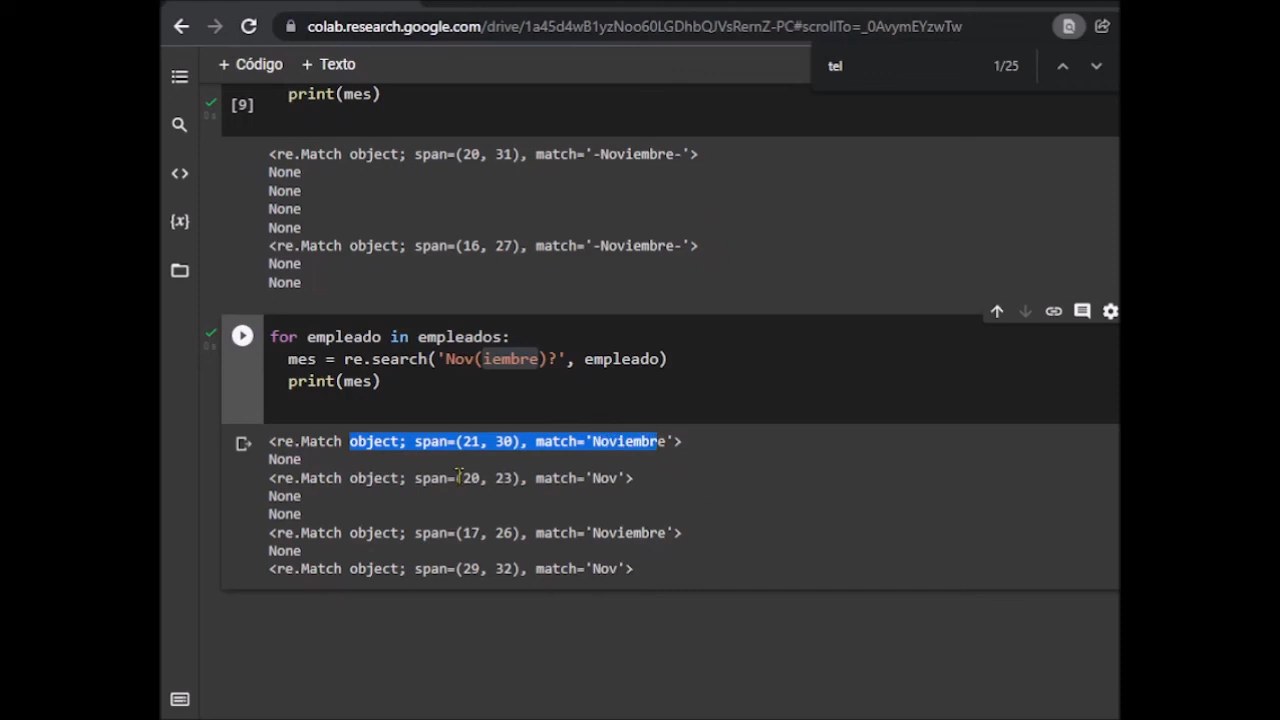 colab.research.google.com/drive/1a45d4wB1yzNoo60LGDhbQJVsRernZ-PC#scrollTo=_0AvymEYzwTw
+ Código + Texto
tel 1/25
print(mes)
[9]
0s
<re.Match object; span=(20, 31), match='-Noviembre-'>
None
None
None
None
<re.Match object; span=(16, 27), match='-Noviembre-'>
None
None
for empleado in empleados:
0s
mes = re.search('Nov(iembre)?', empleado)
print(mes)
<re.Match object; span=(21, 30), match='Noviembre'>
None
<re.Match object; span=(20, 23), match='Nov'>
None
None
<re.Match object; span=(17, 26), match='Noviembre'>
None
<re.Match object; span=(29, 32), match='Nov'>